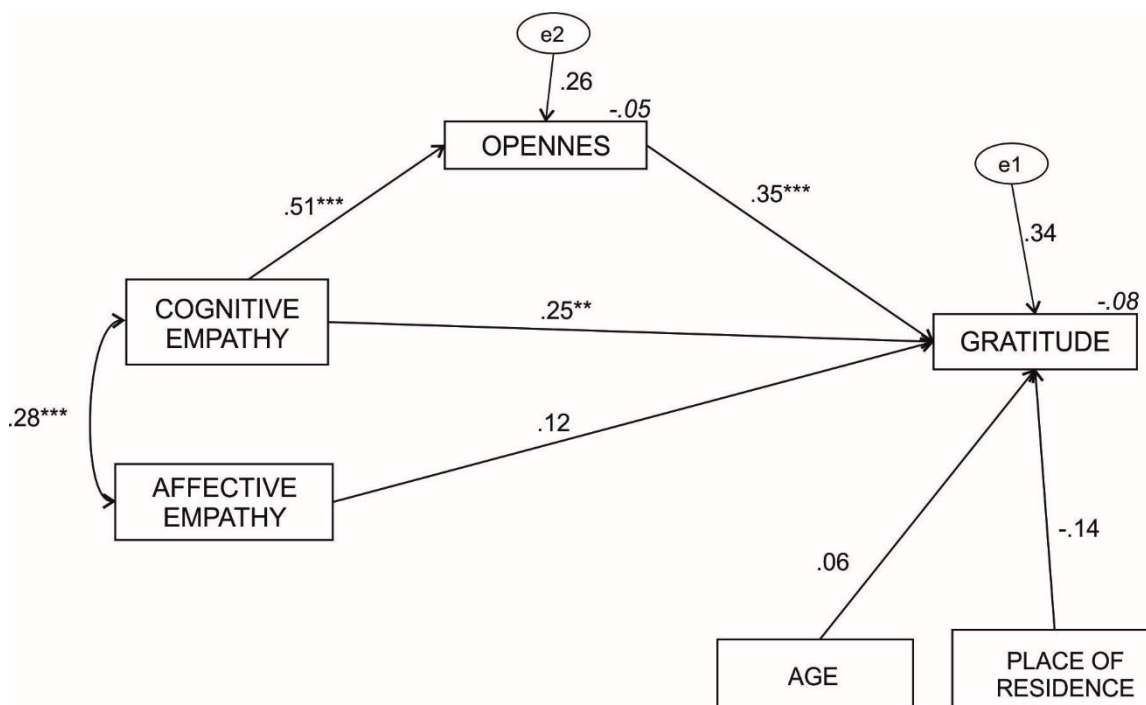 e2
.26
-.05
OPENNES
e1
.51***
.35***
.34
COGNITIVE
EMPATHY
.25**
-.08
GRATITUDE
.28***
.12
AFFECTIVE
EMPATHY
.06
-.14
AGE
PLACE OF
RESIDENCE